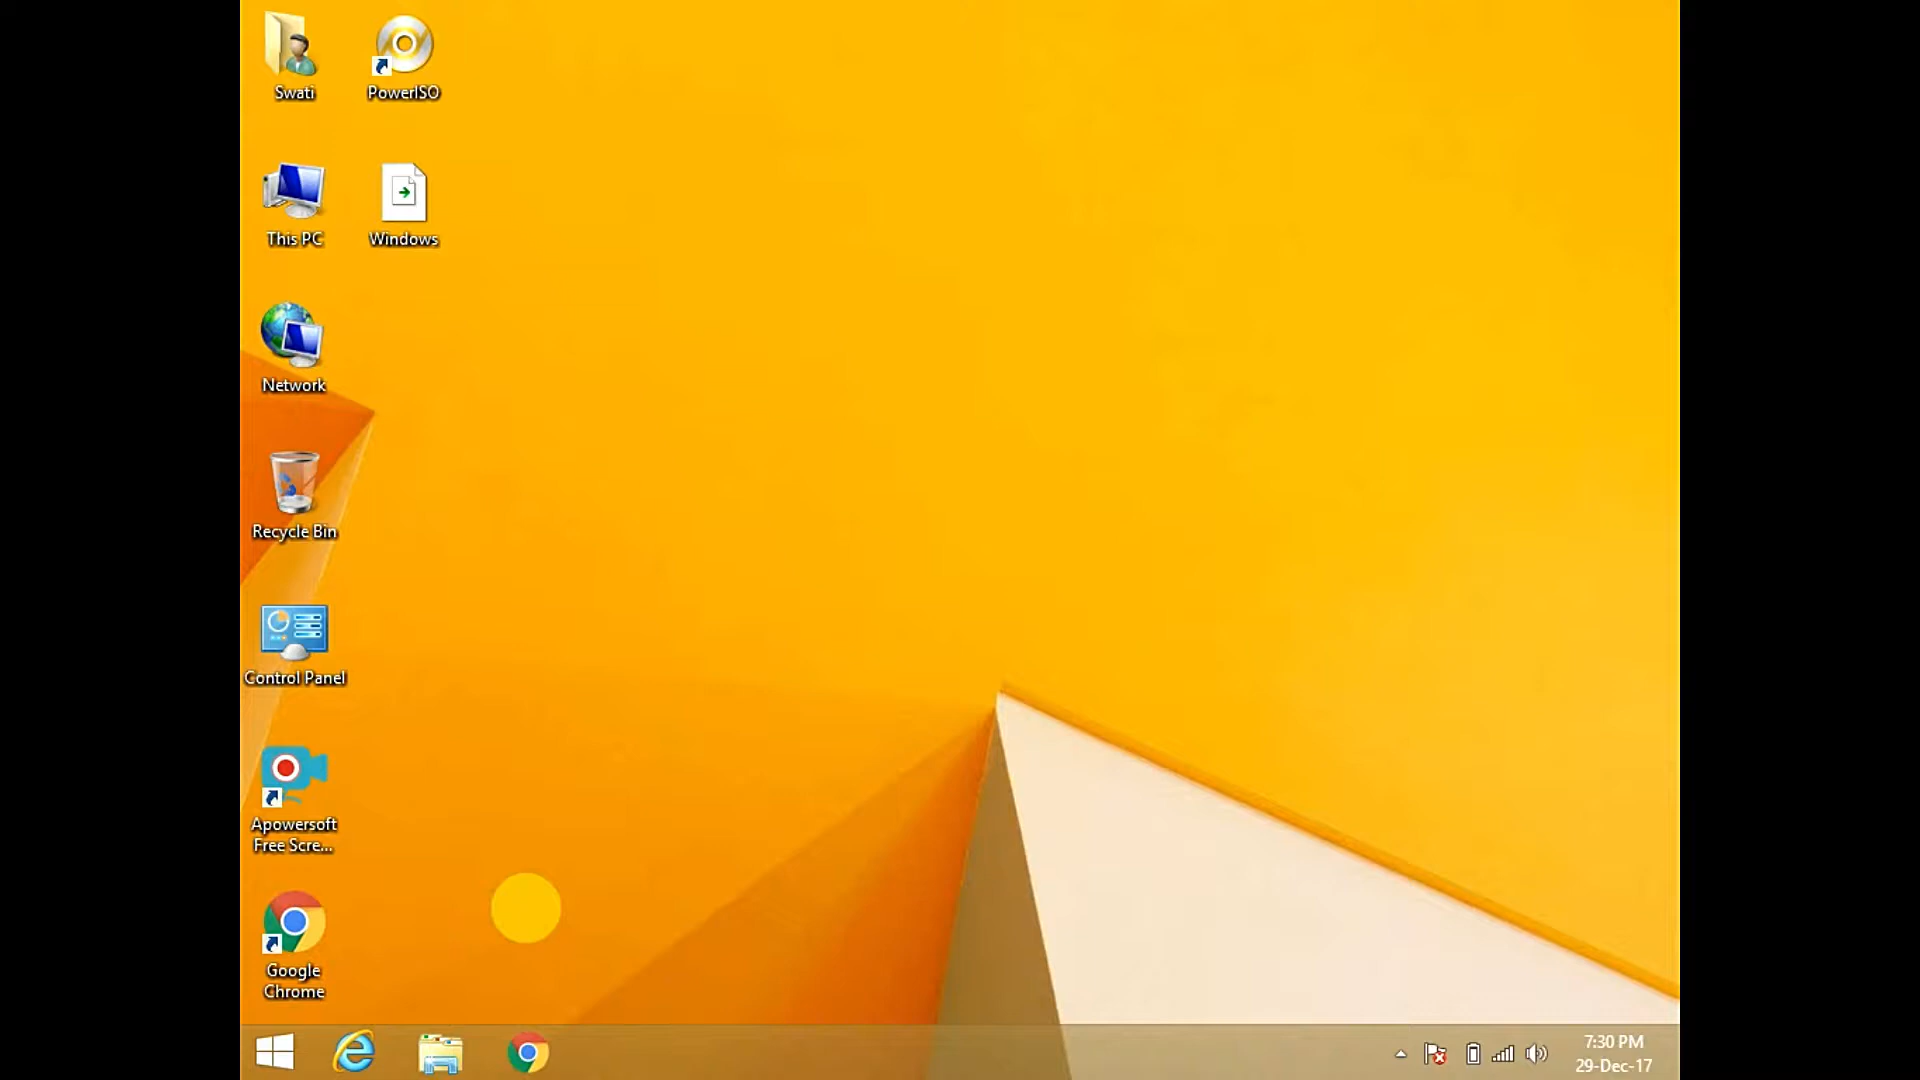 Swati
PowerISO
This PC
Windows
Network
Recycle Bin
Control Panel
Apowersoft
Free Scre...
Google
Chrome
7:30 PM
29-Dec-17